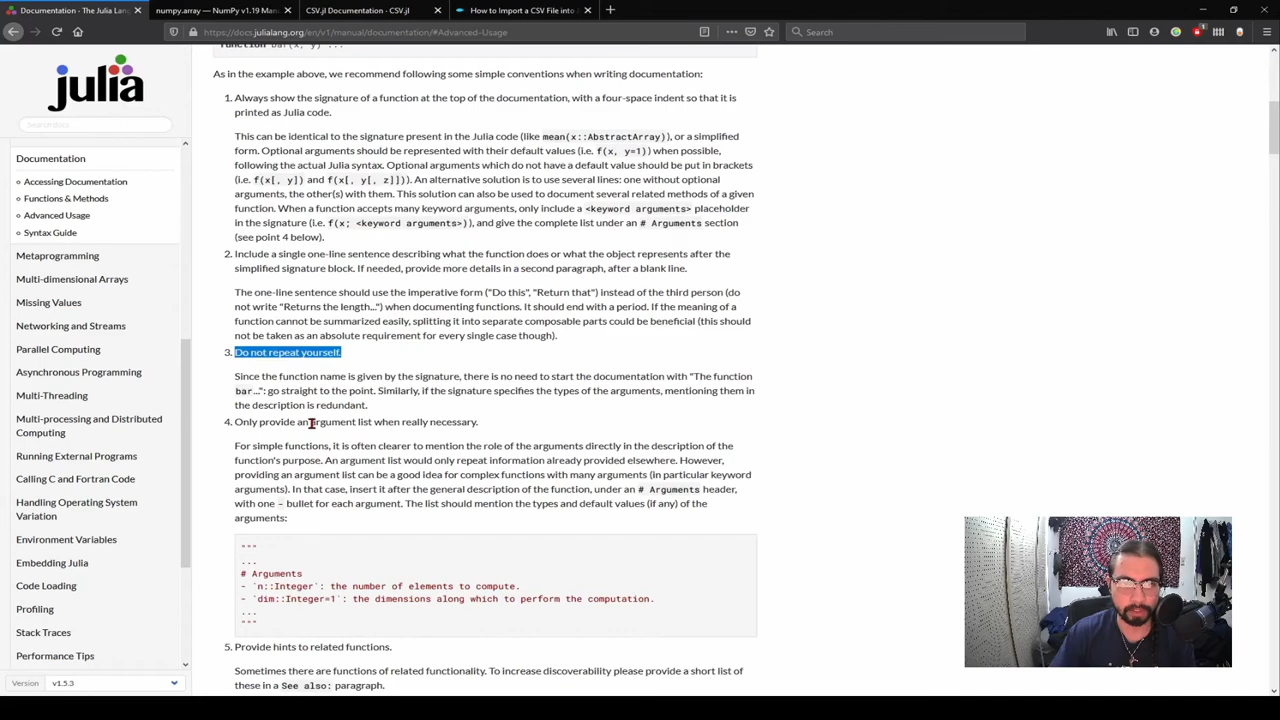 Documentation · The Julia Lang
numpy.array — NumPy v1.19 Man
CSV.jl Documentation · CSV.jl
How to Import a CSV File into
https://docs.julialang.org/en/v1/manual/documentation/#Advanced-Usage
Search
julia
Search docs
Documentation
Accessing Documentation
Functions & Methods
Advanced Usage
Syntax Guide
Metaprogramming
Multi-dimensional Arrays
Missing Values
Networking and Streams
Parallel Computing
Asynchronous Programming
Multi-Threading
Multi-processing and Distributed
Computing
Running External Programs
Calling C and Fortran Code
Handling Operating System
Variation
Environment Variables
Embedding Julia
Code Loading
Profiling
Stack Traces
Performance Tips
Version v1.5.3
function bar(x, y) ...
As in the example above, we recommend following some simple conventions when writing documentation:
1. Always show the signature of a function at the top of the documentation, with a four-space indent so that it is
printed as Julia code.
This can be identical to the signature present in the Julia code (like mean(x::AbstractArray)), or a simplified
form. Optional arguments should be represented with their default values (i.e. f(x, y=1)) when possible,
following the actual Julia syntax. Optional arguments which do not have a default value should be put in brackets
(i.e. f(x[, y]) and f(x[, y[, z]])). An alternative solution is to use several lines: one without optional
arguments, the other(s) with them. This solution can also be used to document several related methods of a given
function. When a function accepts many keyword arguments, only include a <keyword arguments> placeholder
in the signature (i.e. f(x; <keyword arguments>)), and give the complete list under an # Arguments section
(see point 4 below).
2. Include a single one-line sentence describing what the function does or what the object represents after the
simplified signature block. If needed, provide more details in a second paragraph, after a blank line.
The one-line sentence should use the imperative form ("Do this", "Return that") instead of the third person (do
not write "Returns the length...") when documenting functions. It should end with a period. If the meaning of a
function cannot be summarized easily, splitting it into separate composable parts could be beneficial (this should
not be taken as an absolute requirement for every single case though).
3. Do not repeat yourself.
Since the function name is given by the signature, there is no need to start the documentation with "The function
bar...": go straight to the point. Similarly, if the signature specifies the types of the arguments, mentioning them in
the description is redundant.
4. Only provide an argument list when really necessary.
For simple functions, it is often clearer to mention the role of the arguments directly in the description of the
function's purpose. An argument list would only repeat information already provided elsewhere. However,
providing an argument list can be a good idea for complex functions with many arguments (in particular keyword
arguments). In that case, insert it after the general description of the function, under an # Arguments header,
with one - bullet for each argument. The list should mention the types and default values (if any) of the
arguments:
"""
...
# Arguments
- `n::Integer`: the number of elements to compute.
- `dim::Integer=1`: the dimensions along which to perform the computation.
...
"""
5. Provide hints to related functions.
Sometimes there are functions of related functionality. To increase discoverability please provide a short list of
these in a See also: paragraph.